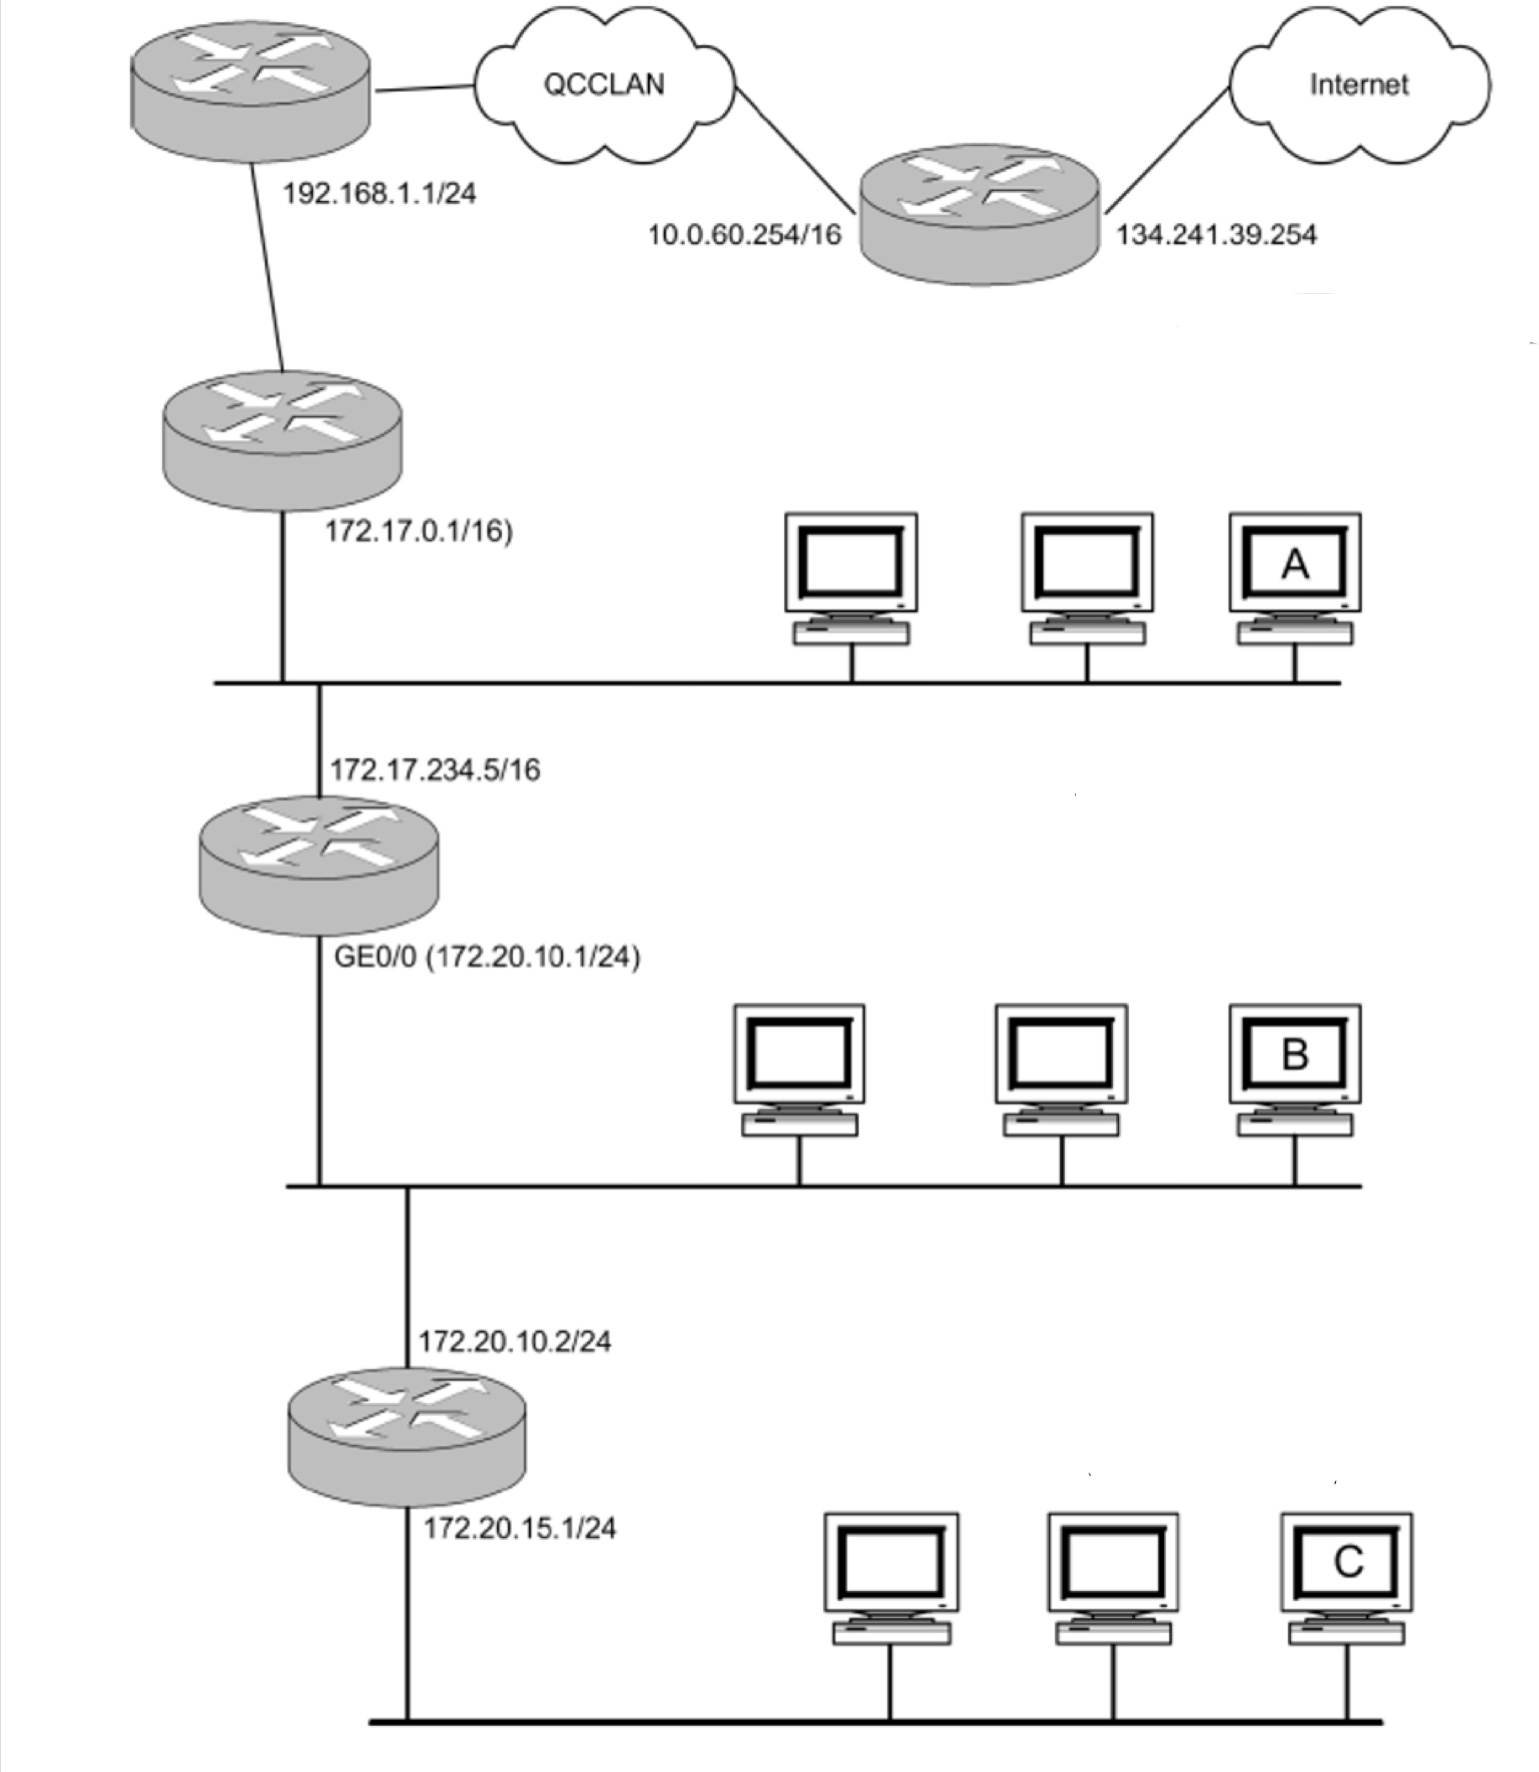 QCCLAN
Internet
192.168.1.1/24
10.0.60.254/16
134.241.39.254
172.17.0.1/16)
A
172.17.234.5/16
GE0/0 (172.20.10.1/24)
B
172.20.10.2/24
172.20.15.1/24
C